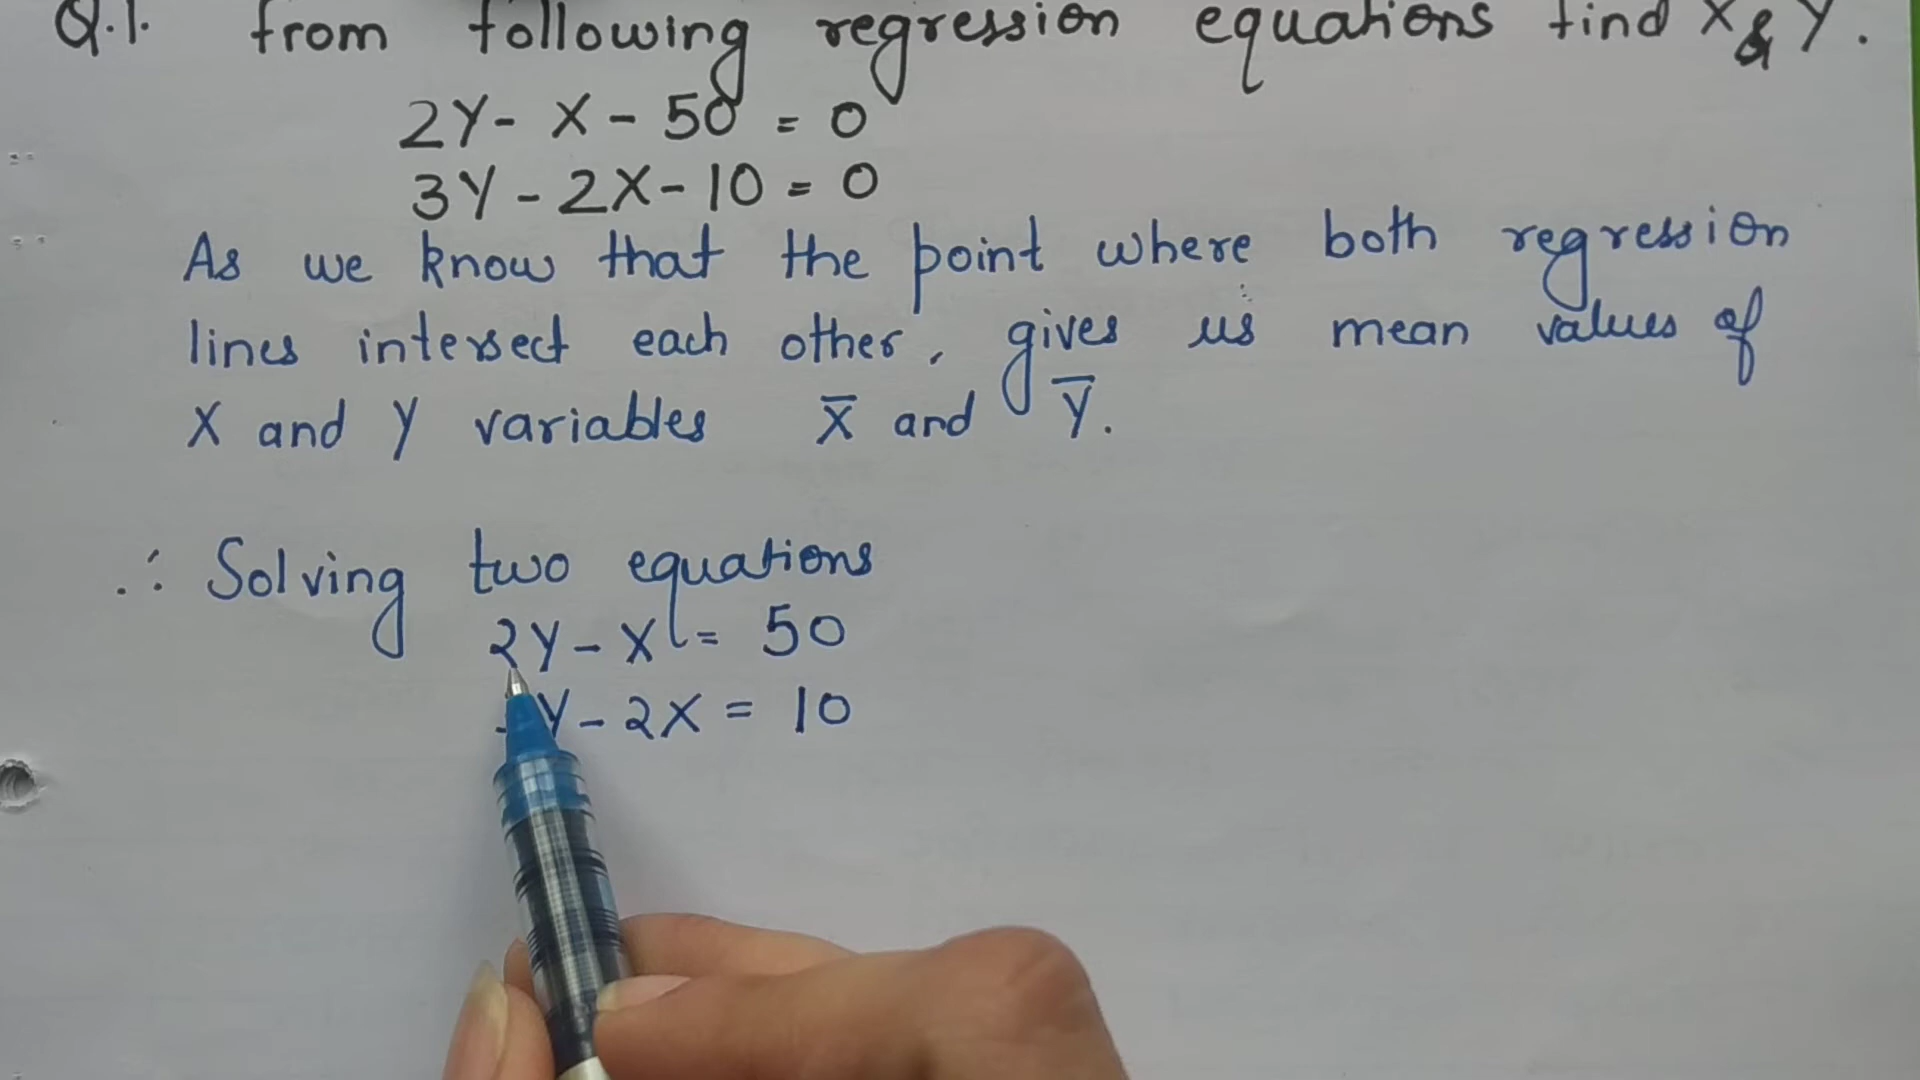 Q.1. From following regression equations find X & Y.
2Y - X - 50 = 0
3Y - 2X - 10 = 0
As we know that the point where both regression
lines intersect each other, gives us mean values of
X and Y variables X̅ and Y̅.
∴ Solving two equations
2Y - X = 50
Y - 2X = 10